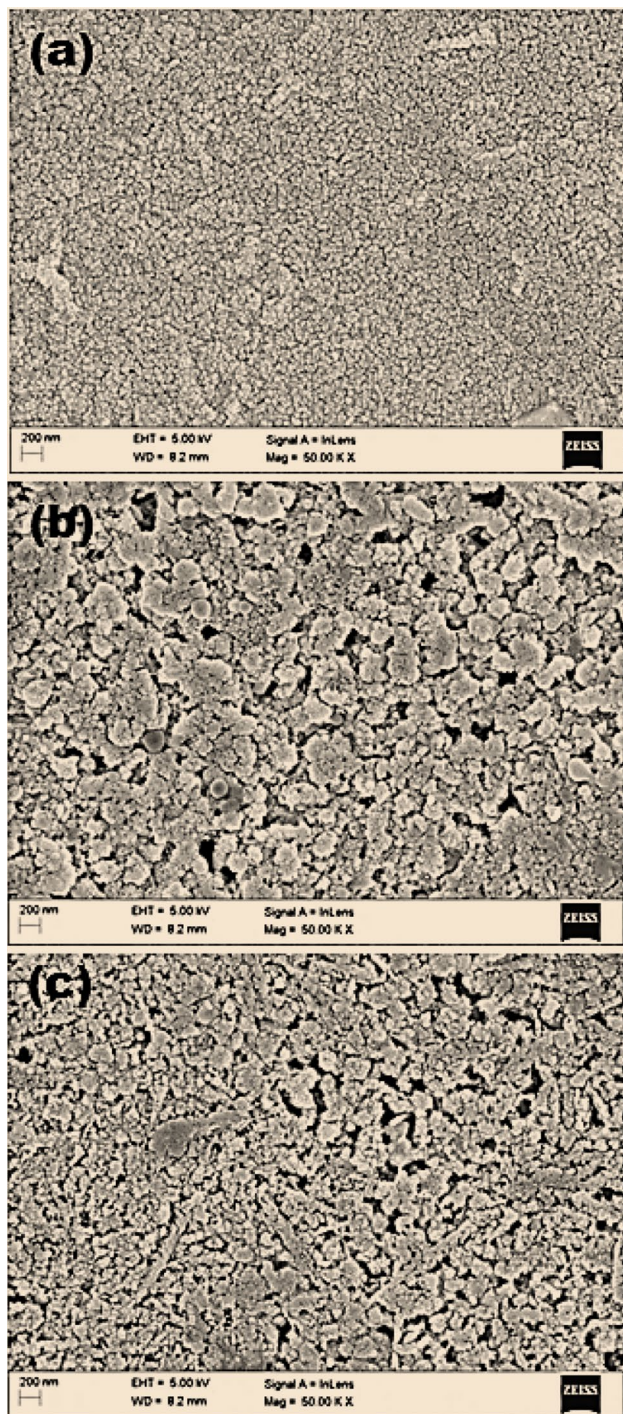 (a)
200 nm EHT = 5.00 kV Signal A = InLens ZEISS
WD = 8.2 mm Mag = 50.00 K X
(b)
200 nm EHT = 5.00 kV Signal A = InLens ZEISS
WD = 8.2 mm Mag = 50.00 K X
(c)
200 nm EHT = 5.00 kV Signal A = InLens ZEISS
WD = 8.2 mm Mag = 50.00 K X